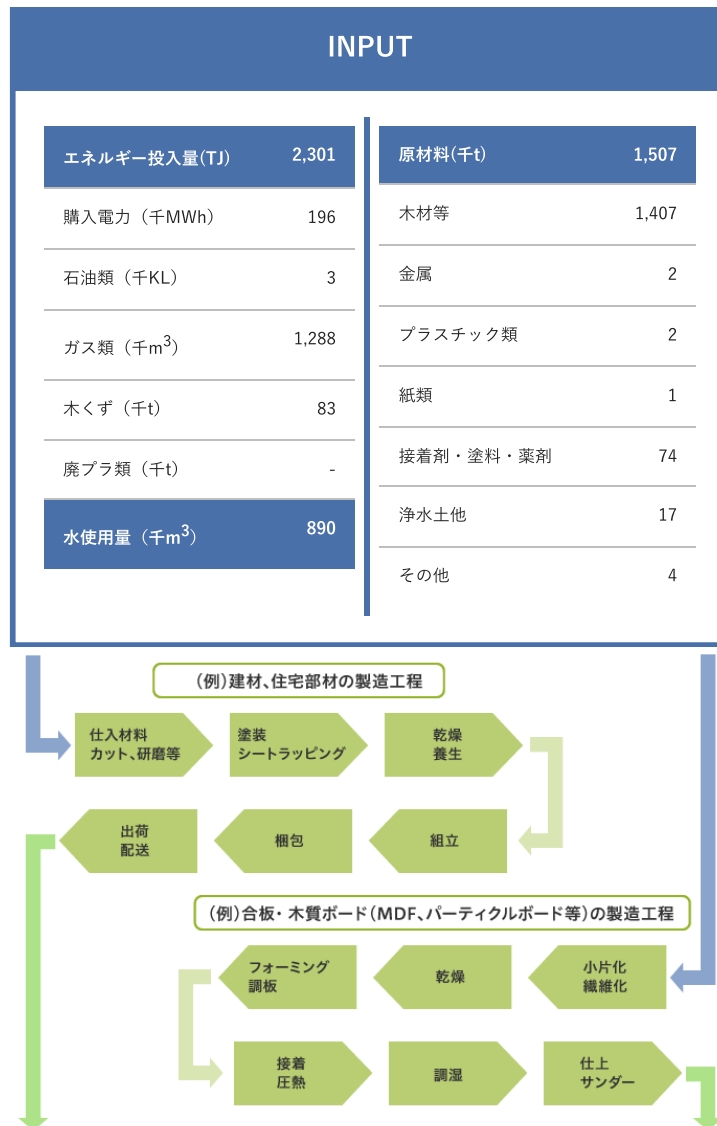 INPUT
エネルギー投入量(TJ) 2,301
購入電力（千MWh） 196
石油類（千KL） 3
ガス類（千m³） 1,288
木くず（千t） 83
廃プラ類（千t） -
水使用量（千m³） 890
原材料(千t) 1,507
木材等 1,407
金属 2
プラスチック類 2
紙類 1
接着剤・塗料・薬剤 74
浄水土他 17
その他 4
（例）建材、住宅部材の製造工程
仕入材料
カット、研磨等
塗装
シートラッピング
乾燥
養生
組立
梱包
出荷
配送
（例）合板・木質ボード（MDF、パーティクルボード等）の製造工程
小片化
繊維化
乾燥
フォーミング
調板
接着
圧熱
調湿
仕上
サンダー